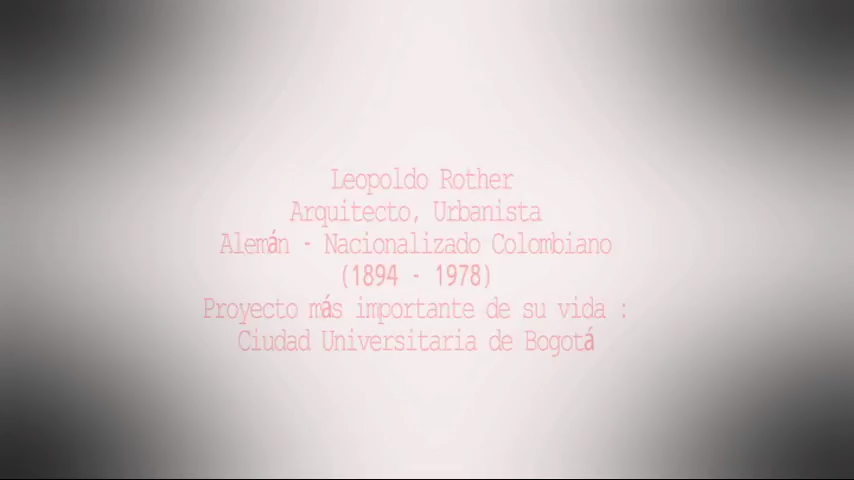 Leopoldo Rother
Arquitecto, Urbanista
Alemán - Nacionalizado Colombiano
(1894 - 1978)
Proyecto más importante de su vida :
Ciudad Universitaria de Bogotá